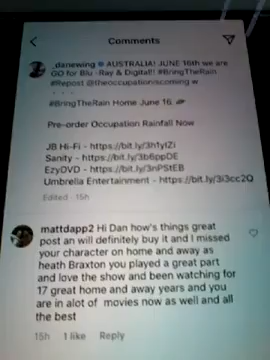 Comments
_danewing AUSTRALIA! JUNE 16th we are
GO for Blu-Ray & Digital!! #BringTheRain
#Repost @theoccupationiscoming w
. . .
#BringTheRain Home June 16.
Pre-order Occupation Rainfall Now
JB Hi-Fi - https://bit.ly/3h1yIZi
Sanity - https://bit.ly/3b6ppDE
EzyDVD - https://bit.ly/3nPStEB
Umbrella Entertainment - https://bit.ly/3i3cc2Q
Edited · 15h
mattdapp2 Hi Dan how's things great
post an will definitely buy it and I missed
your character on home and away as
heath Braxton you played a great part
and love the show and been watching for
17 great home and away years and you
are in alot of movies now as well and all
the best
15h 1 like Reply